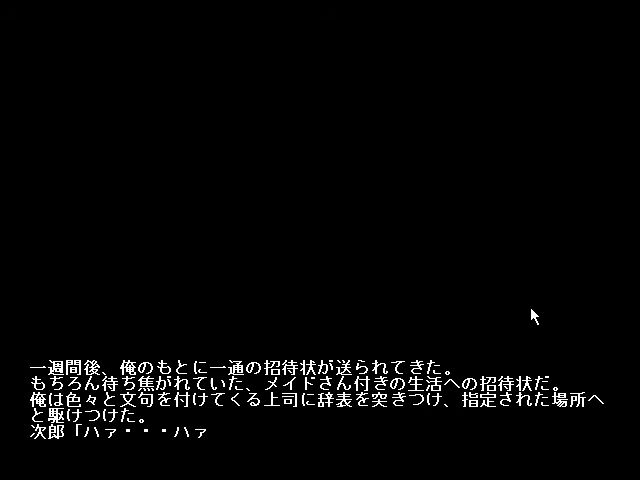 一週間後、俺のもとに一通の招待状が送られてきた。
もちろん待ち焦がれていた、メイドさん付きの生活への招待状だ。
俺は色々と文句を付けてくる上司に辞表を突きつけ、指定された場所へ
と駆けつけた。
次郎「ハァ・・・ハァ